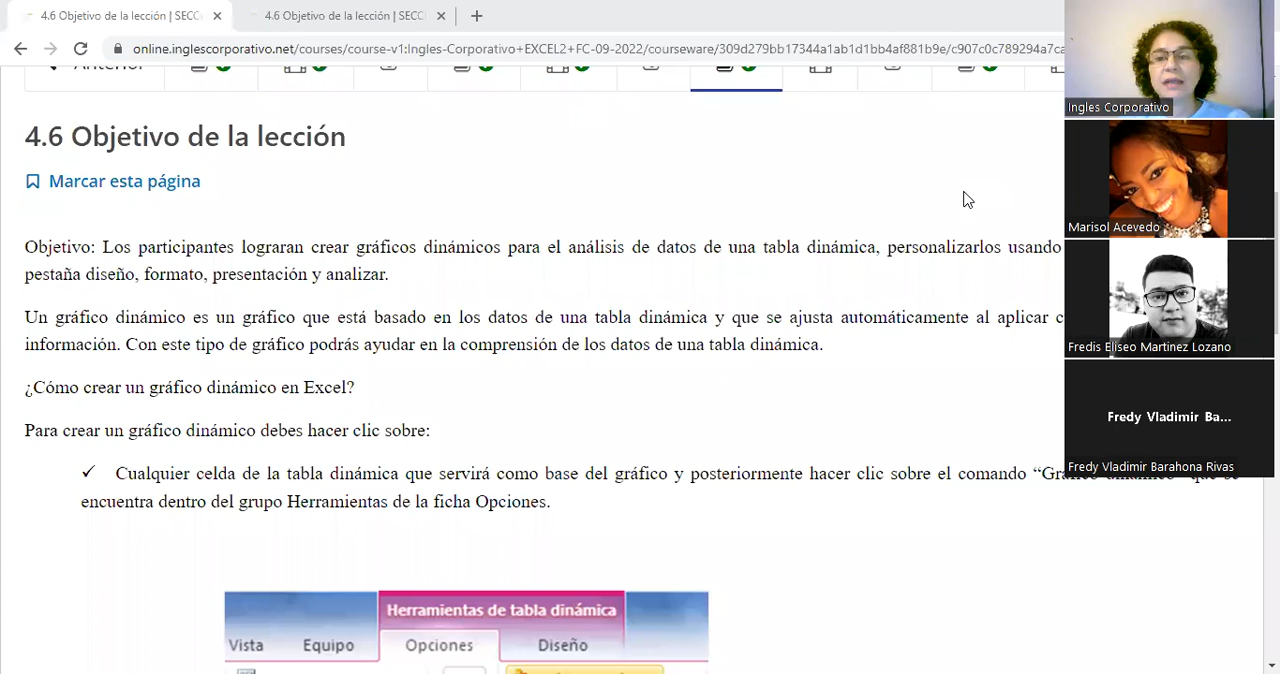 4.6 Objetivo de la lección | SECC
4.6 Objetivo de la lección | SECC
online.inglescorporativo.net/courses/course-v1:Ingles-Corporativo+EXCEL2+FC-09-2022/courseware/309d279bb17344a1ab1d1bb4af881b9e/c907c0c789294a7ca
Anterior
4.6 Objetivo de la lección
Marcar esta página
Objetivo: Los participantes lograran crear gráficos dinámicos para el análisis de datos de una tabla dinámica, personalizarlos usando
pestaña diseño, formato, presentación y analizar.
Un gráfico dinámico es un gráfico que está basado en los datos de una tabla dinámica y que se ajusta automáticamente al aplicar
información. Con este tipo de gráfico podrás ayudar en la comprensión de los datos de una tabla dinámica.
¿Cómo crear un gráfico dinámico en Excel?
Para crear un gráfico dinámico debes hacer clic sobre:
✓ Cualquier celda de la tabla dinámica que servirá como base del gráfico y posteriormente hacer clic sobre el comando “Gráfico dinámico” que se
encuentra dentro del grupo Herramientas de la ficha Opciones.
Herramientas de tabla dinámica
Vista Equipo Opciones Diseño
Ingles Corporativo
Marisol Acevedo
Fredis Eliseo Martinez Lozano
Fredy Vladimir Ba...
Fredy Vladimir Barahona Rivas